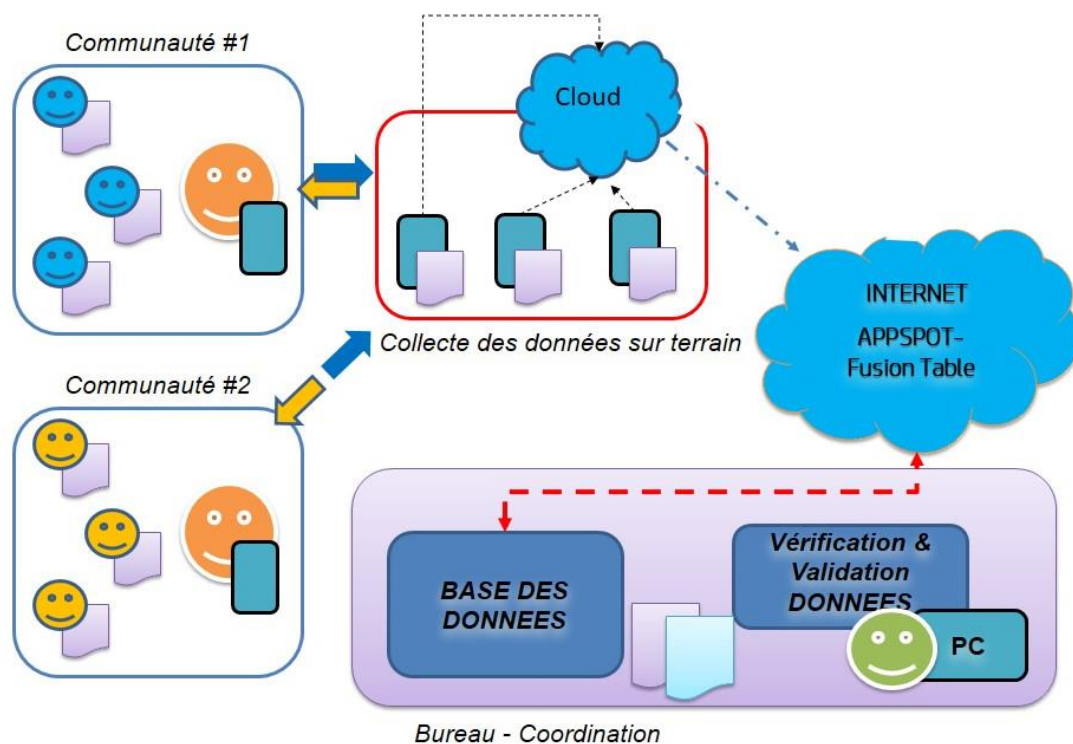 Communauté #1
Cloud
Collecte des données sur terrain
INTERNET
APPSPOT-
Fusion Table
Communauté #2
BASE DES
DONNEES
Vérification &
Validation
DONNEES
PC
Bureau - Coordination